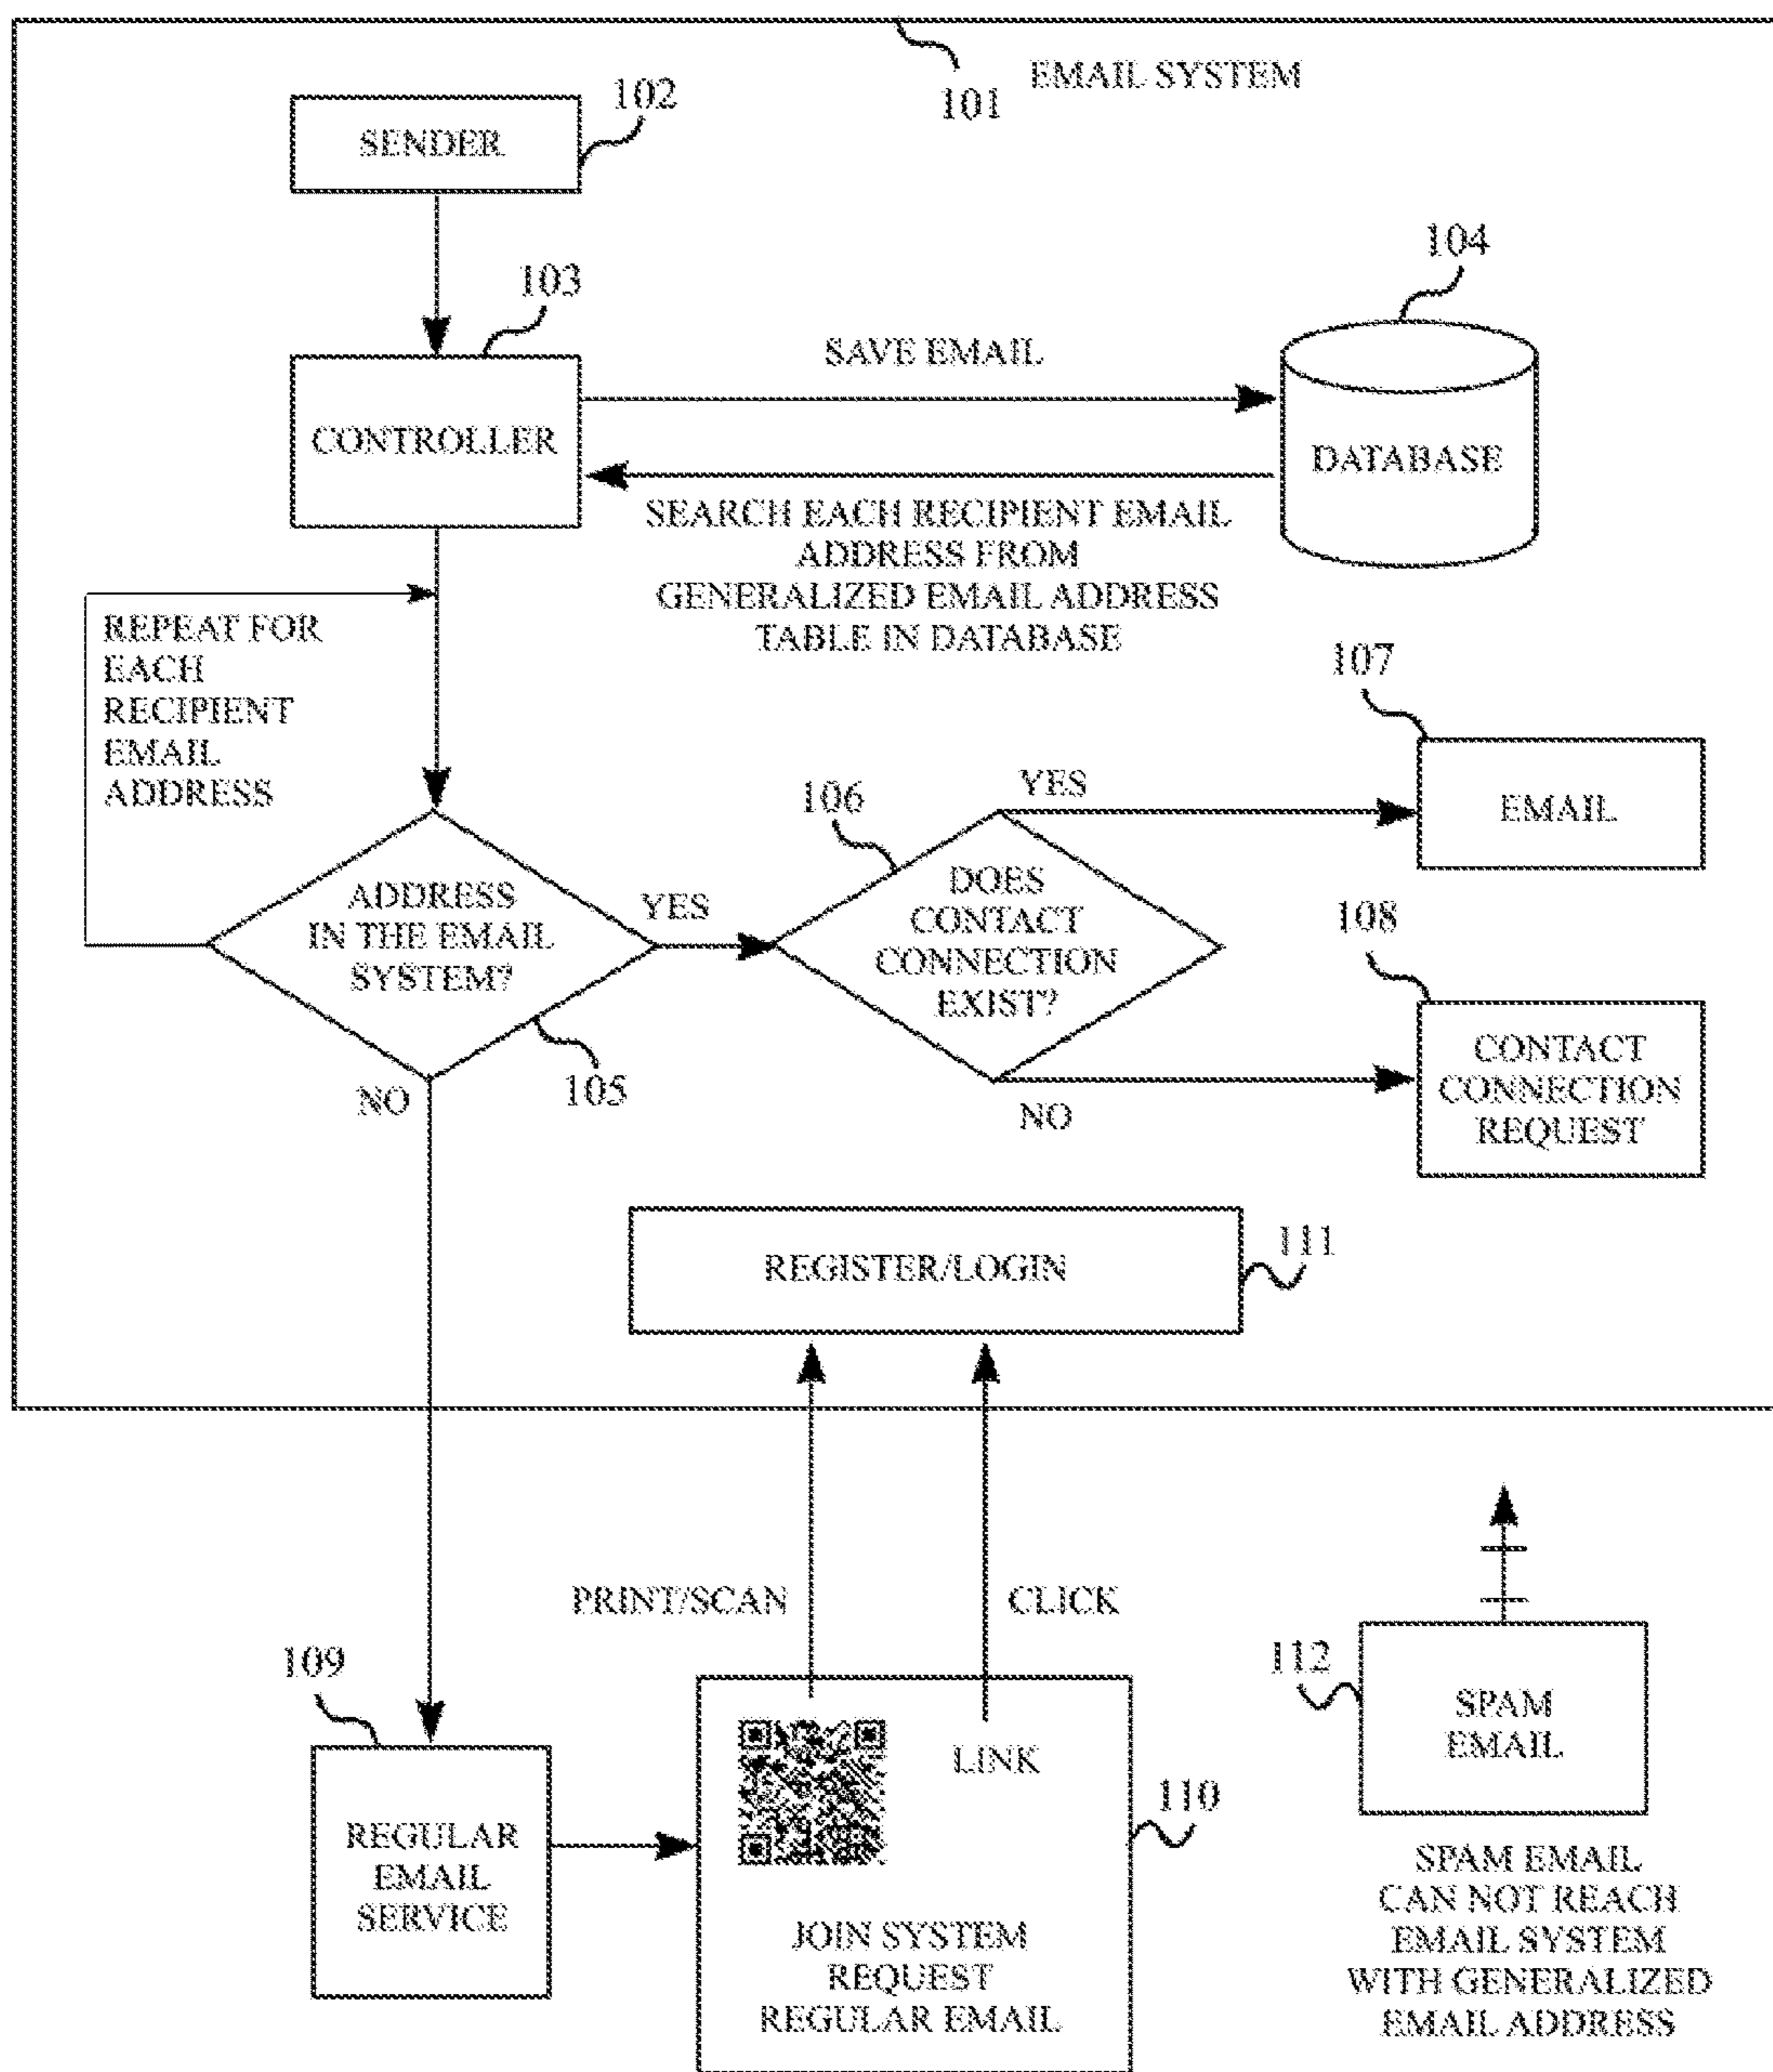 EMAIL SYSTEM
101
102
SENDER
103
CONTROLLER
SAVE EMAIL
104
DATABASE
SEARCH EACH RECIPIENT EMAIL
ADDRESS FROM
GENERALIZED EMAIL ADDRESS
TABLE IN DATABASE
REPEAT FOR
EACH
RECIPIENT
EMAIL
ADDRESS
ADDRESS
IN THE EMAIL
SYSTEM?
105
YES
NO
106
DOES
CONTACT
CONNECTION
EXIST?
YES
NO
107
EMAIL
108
CONTACT
CONNECTION
REQUEST
REGISTER/LOGIN
111
PRINT/SCAN
CLICK
109
REGULAR
EMAIL
SERVICE
LINK
110
JOIN SYSTEM
REQUEST
REGULAR EMAIL
112
SPAM
EMAIL
SPAM EMAIL
CAN NOT REACH
EMAIL SYSTEM
WITH GENERALIZED
EMAIL ADDRESS